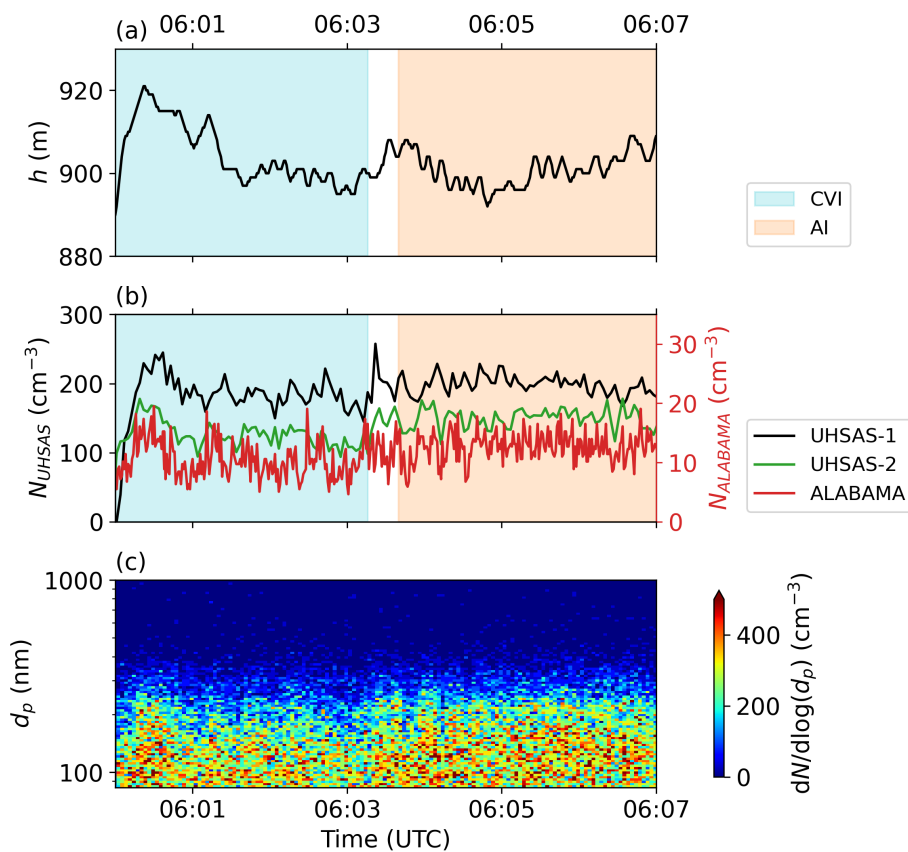 (a) 06:01 06:03 06:05 06:07
920
900
880
h (m)
CVI
AI
(b)
300
200
100
0
N_UHSAS (cm⁻³)
30
20
10
0
N_ALABAMA (cm⁻³)
UHSAS-1
UHSAS-2
ALABAMA
(c)
1000
100
d_p (nm)
400
200
0
dN/dlog(d_p) (cm⁻³)
06:01 06:03 06:05 06:07
Time (UTC)